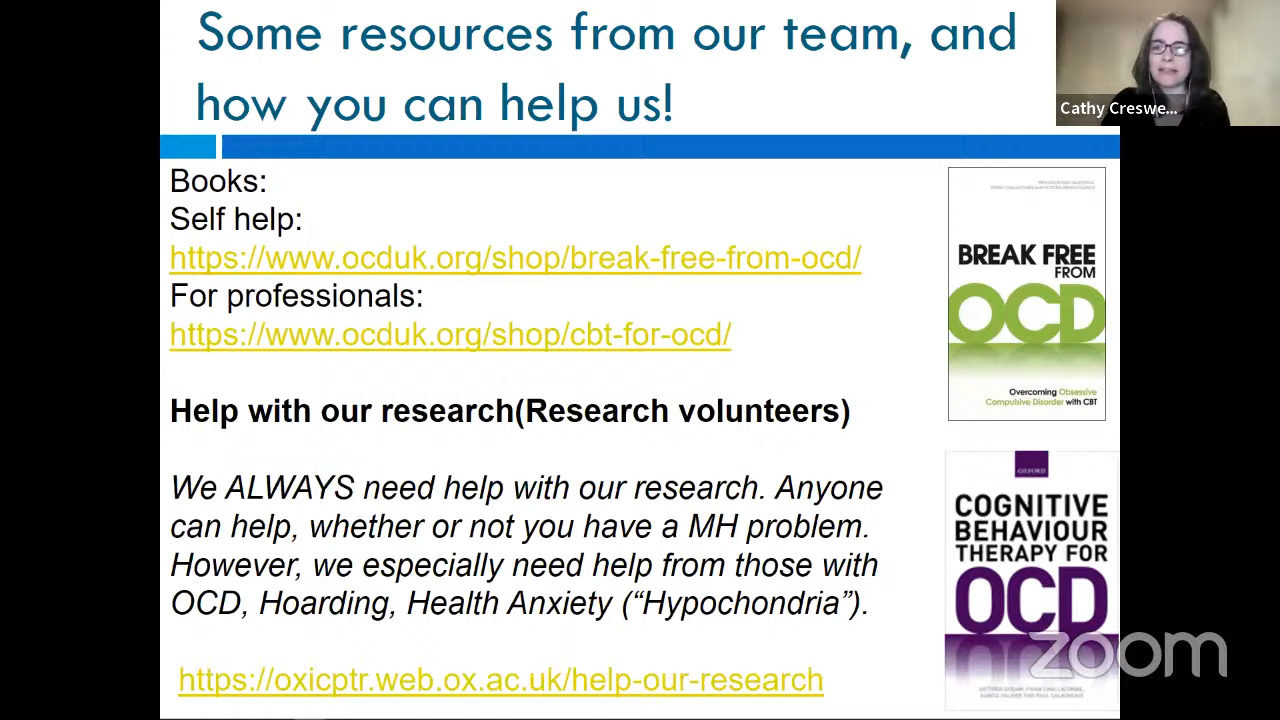 Some resources from our team, and
how you can help us!
Cathy Creswe...
Books:
Self help:
https://www.ocduk.org/shop/break-free-from-ocd/
For professionals:
https://www.ocduk.org/shop/cbt-for-ocd/
Help with our research(Research volunteers)
We ALWAYS need help with our research. Anyone
can help, whether or not you have a MH problem.
However, we especially need help from those with
OCD, Hoarding, Health Anxiety (“Hypochondria”).
https://oxicptr.web.ox.ac.uk/help-our-research
BREAK FREE
FROM
OCD
Overcoming Obsessive
Compulsive Disorder with CBT
OXFORD
COGNITIVE
BEHAVIOUR
THERAPY FOR
OCD
zoom